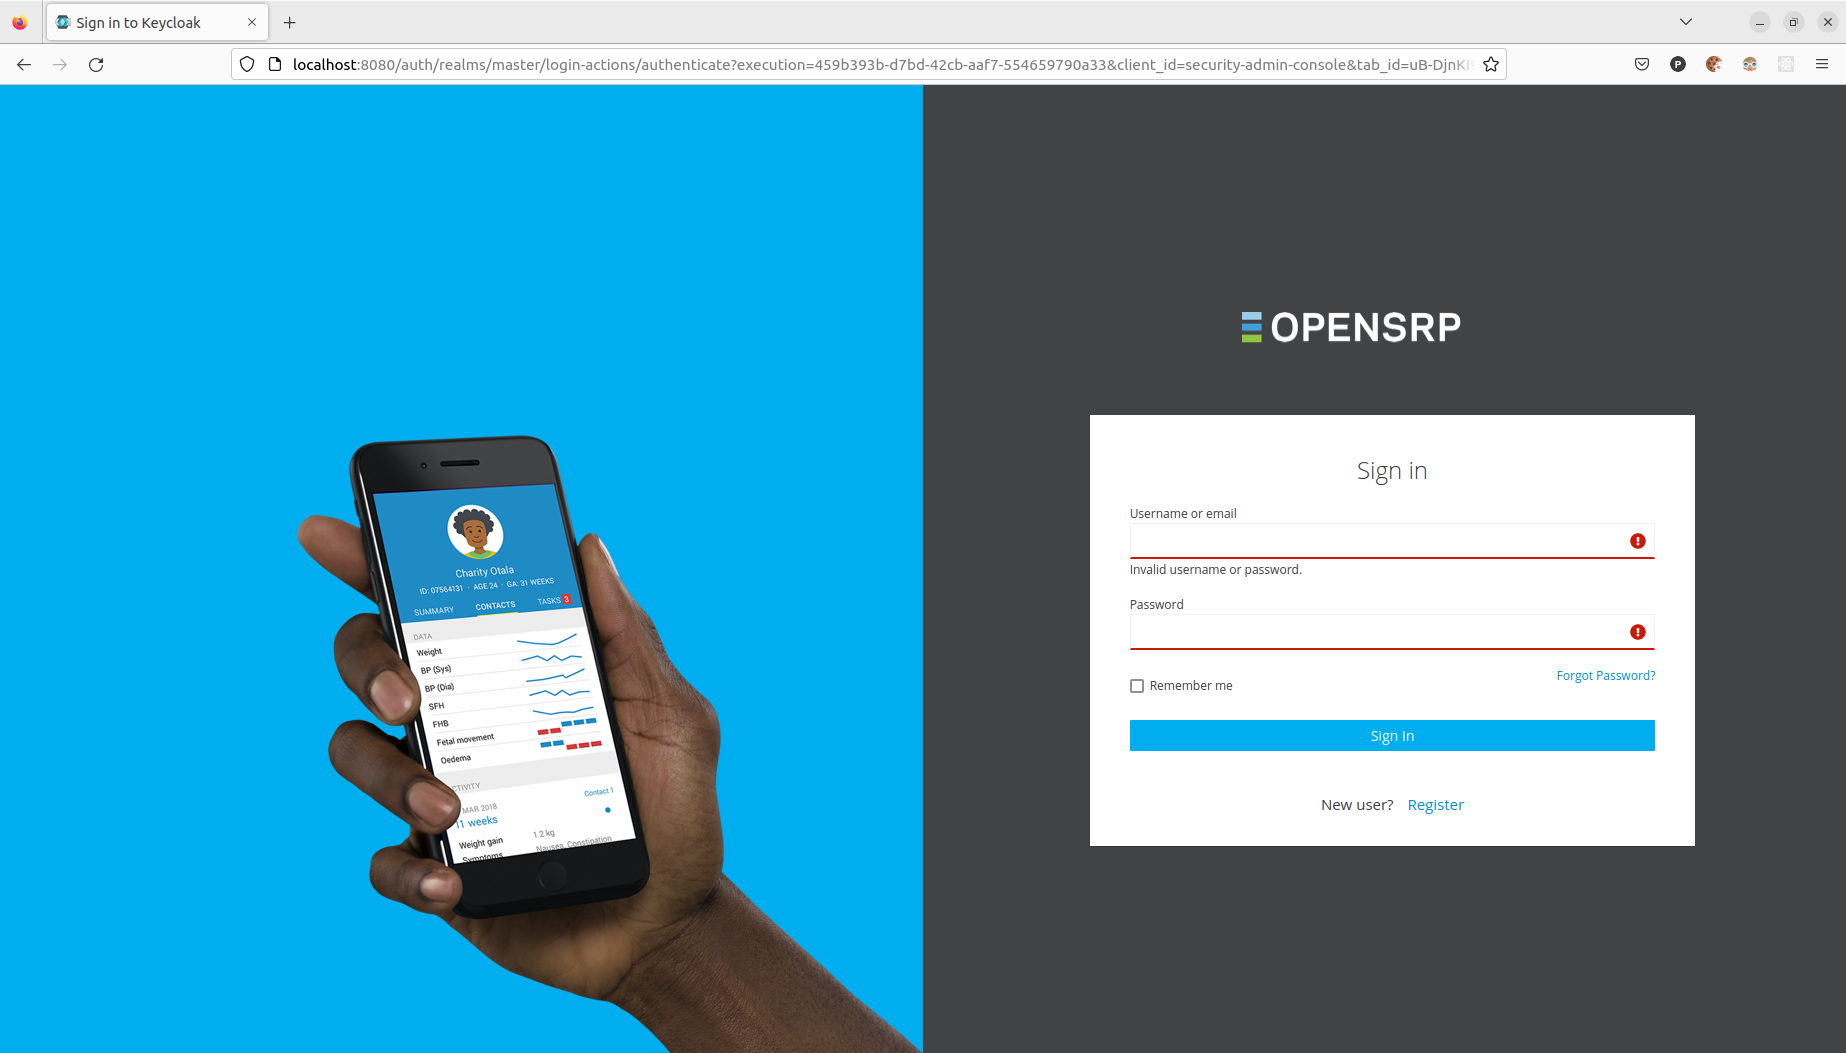 Sign in to Keycloak
localhost:8080/auth/realms/master/login-actions/authenticate?execution=459b393b-d7bd-42cb-aaf7-554659790a33&client_id=security-admin-console&tab_id=uB-DjnKI
P
OPENSRP
Sign in
Username or email
Invalid username or password.
Password
Forgot Password?
Remember me
Sign In
New user? Register
Charity Otala
ID: 07564131 · AGE 24 · GA: 31 WEEKS
SUMMARY CONTACTS TASKS 3
DATA
Weight
BP (Sys)
BP (Dia)
SFH
FHB
Fetal movement
Oedema
CTIVITY
MAR 2018 Contact 1
11 weeks
Weight gain 1.2 kg
Symptoms Nausea, Constipation